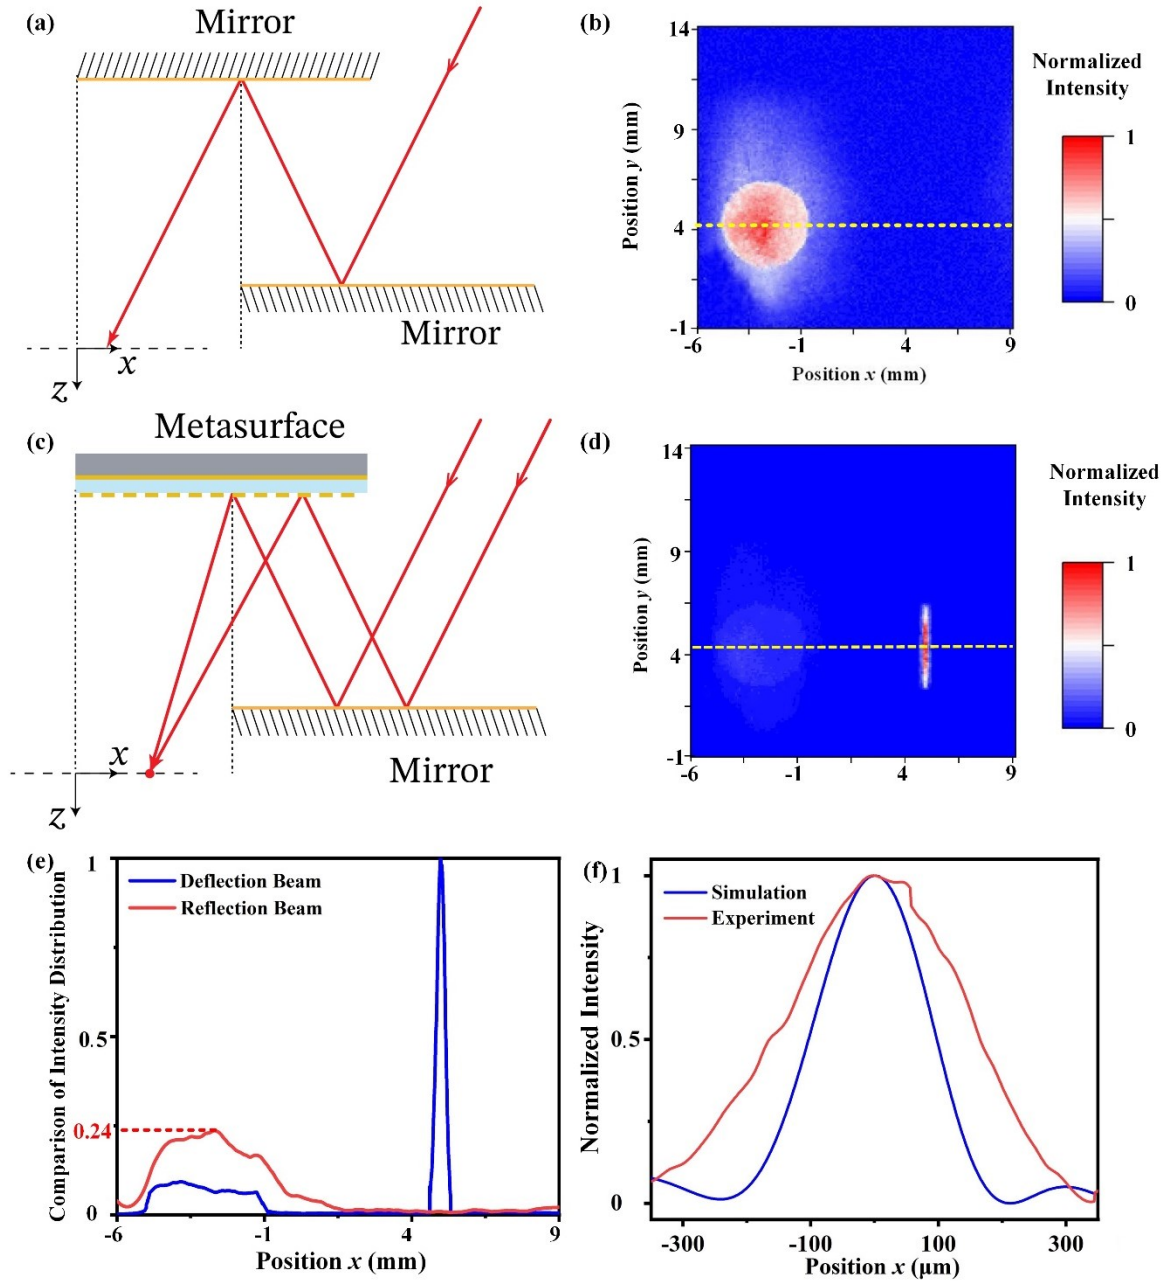 (a)
Mirror
Mirror
x
z
(b)
14
9
4
-1
-6
-1
4
9
Position y (mm)
Position x (mm)
Normalized
Intensity
1
0
(c)
Metasurface
Mirror
x
z
(d)
14
9
4
-1
-6
-1
4
9
Position y (mm)
Normalized
Intensity
1
0
(e)
1
0.5
0.24
0
-6
-1
4
9
Comparison of Intensity Distribution
Position x (mm)
Deflection Beam
Reflection Beam
(f)
1
0.5
0
-300
-100
100
300
Normalized Intensity
Position x (μm)
Simulation
Experiment